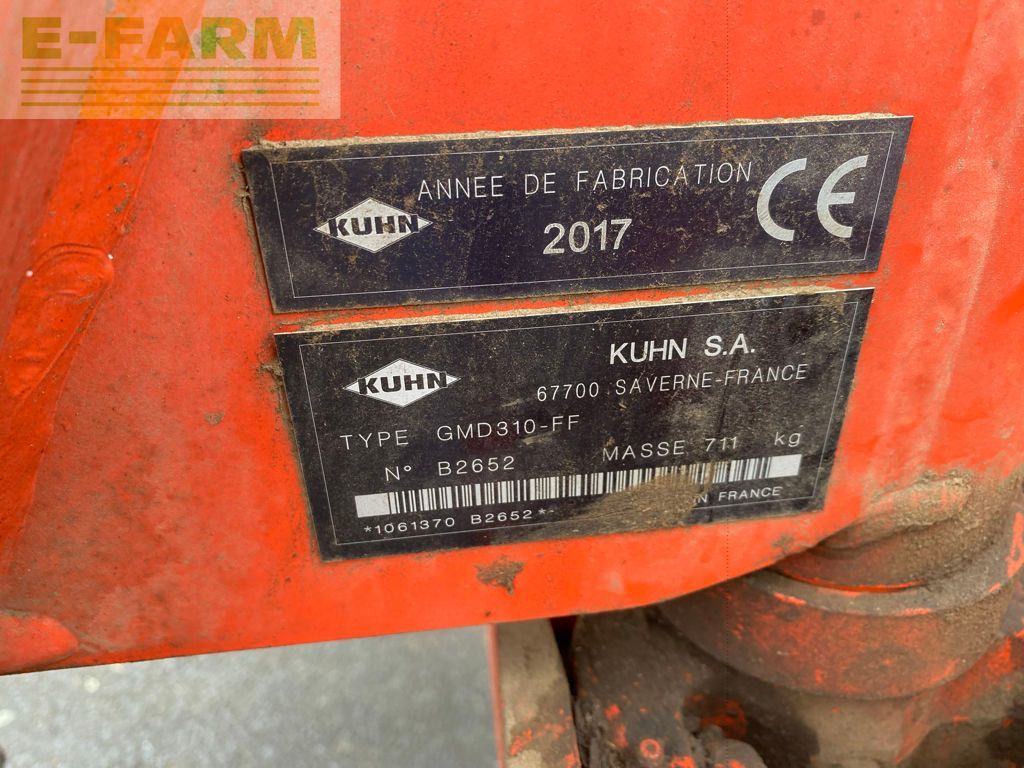 E-FARM
ANNEE DE FABRICATION
KUHN
2017
CE
KUHN S.A.
67700 SAVERNE-FRANCE
KUHN
TYPE GMD310-FF
N° B2652 MASSE 711 kg
*1061370 B2652*
IN FRANCE